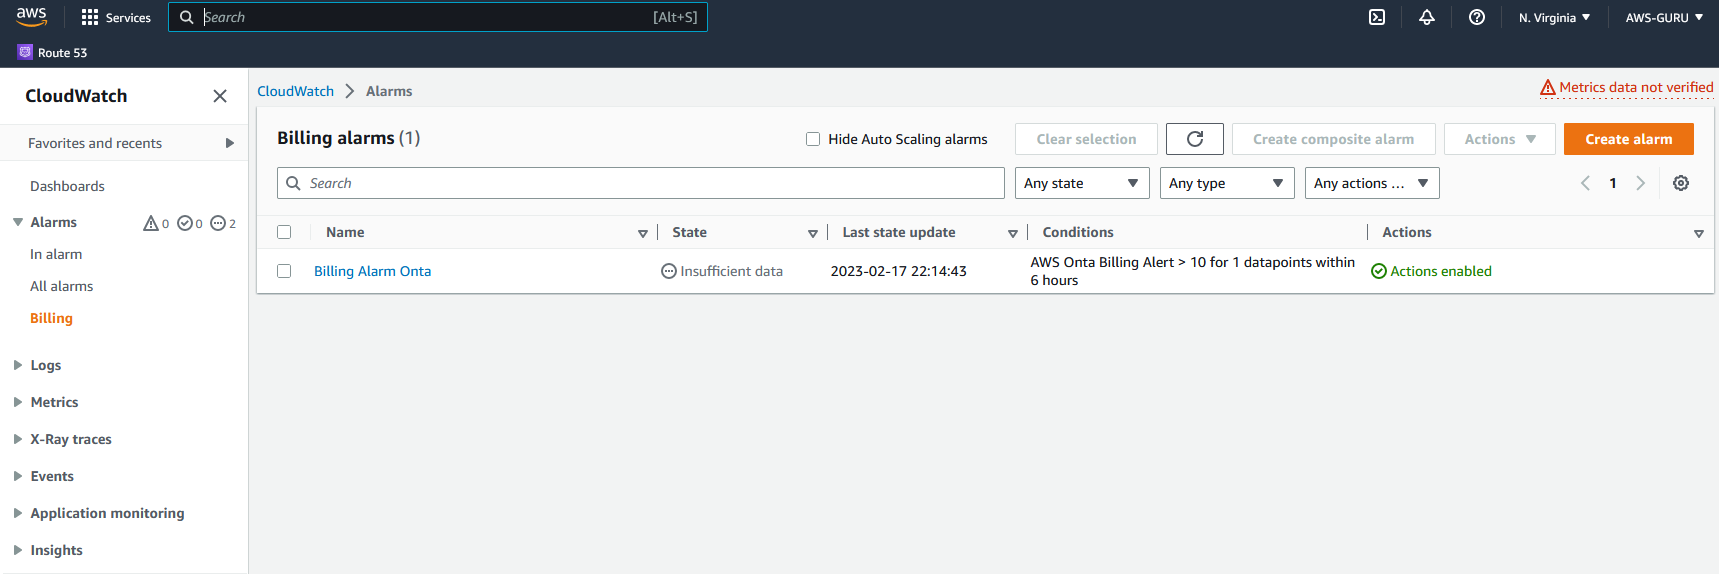 aws
Services
Search
[Alt+S]
N. Virginia
AWS-GURU
Route 53
CloudWatch
Favorites and recents
Dashboards
Alarms 0 0 2
In alarm
All alarms
Billing
Logs
Metrics
X-Ray traces
Events
Application monitoring
Insights
CloudWatch
Alarms
Metrics data not verified
Billing alarms (1)
Hide Auto Scaling alarms
Clear selection
Create composite alarm
Actions
Create alarm
Search
Any state
Any type
Any actions ...
1
Name
State
Last state update
Conditions
Actions
Billing Alarm Onta
Insufficient data
2023-02-17 22:14:43
AWS Onta Billing Alert > 10 for 1 datapoints within
6 hours
Actions enabled